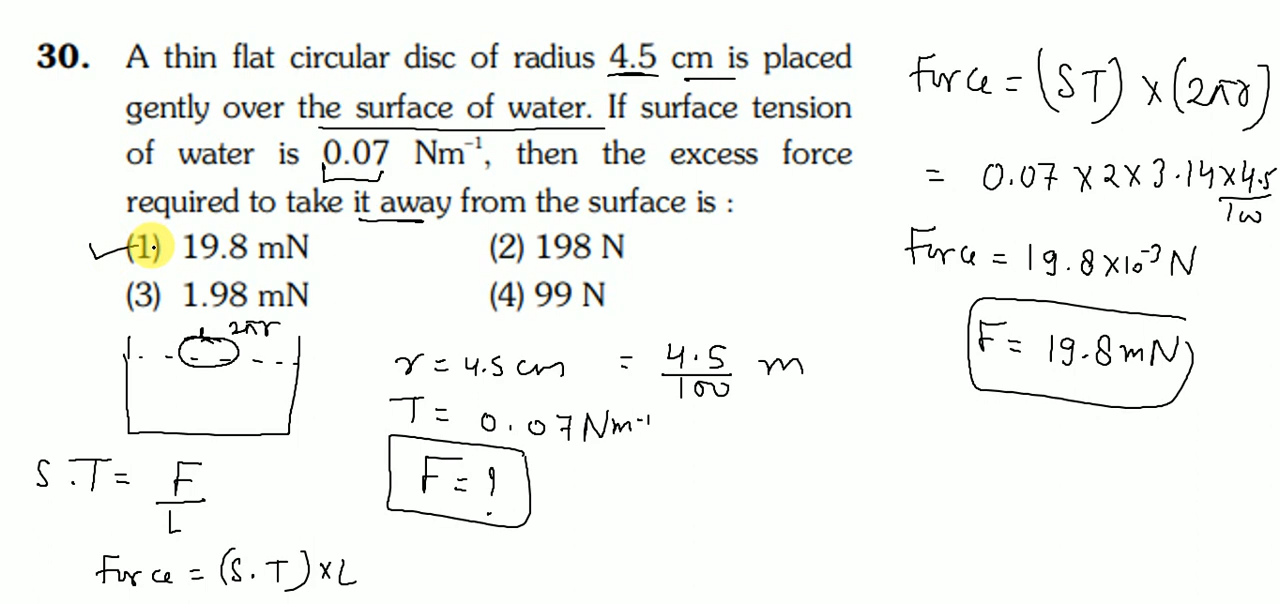 30. A thin flat circular disc of radius 4.5 cm is placed
gently over the surface of water. If surface tension
of water is 0.07 Nm⁻¹, then the excess force
required to take it away from the surface is :
(1) 19.8 mN (2) 198 N
(3) 1.98 mN (4) 99 N
2πr
r = 4.5 cm = 4.5/100 m
T = 0.07 Nm⁻¹
F = ?
S.T = F/L
Force = (S.T) × L
Force = (ST) × (2πr)
= 0.07 × 2 × 3.14 × 4.5/100
Force = 19.8 × 10⁻³ N
F = 19.8 mN